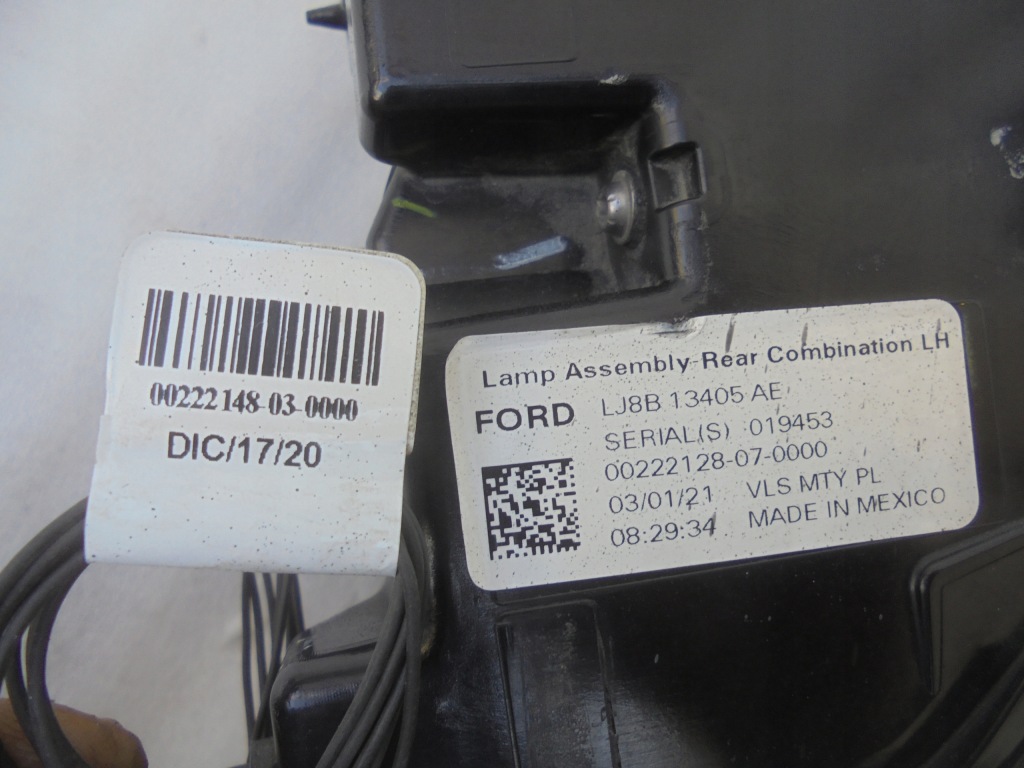 00222148-03-0000
DIC/17/20
Lamp Assembly-Rear Combination LH
FORD LJ8B 13405 AE
SERIAL(S) 019453
00222128-07-0000
03/01/21 VLS MTY PL
08:29:34 MADE IN MEXICO